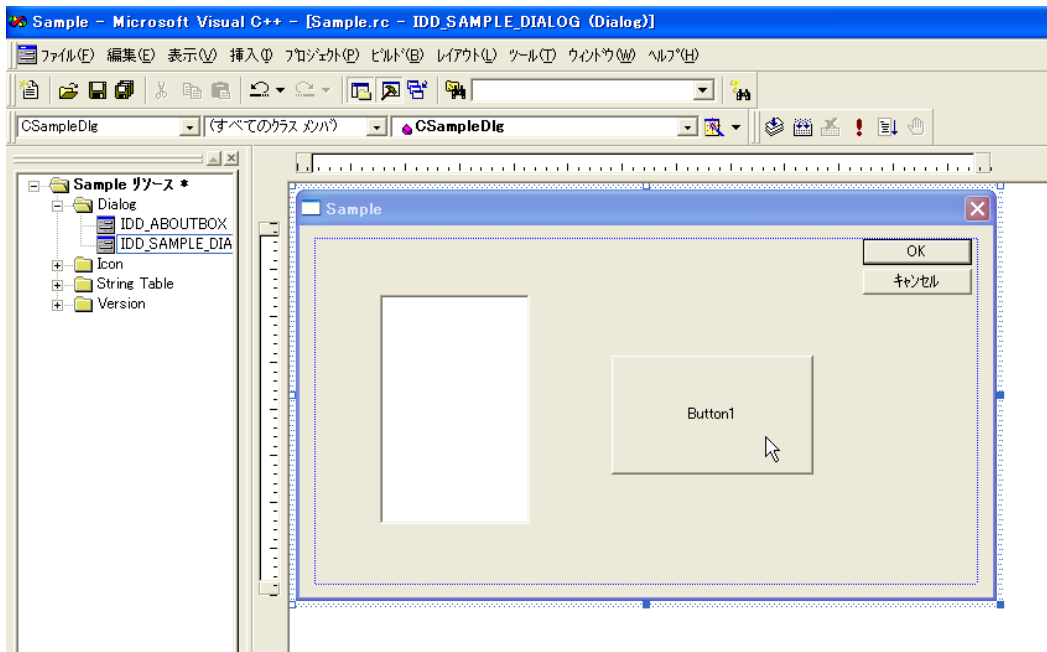 Sample - Microsoft Visual C++ - [Sample.rc - IDD_SAMPLE_DIALOG (Dialog)]
ファイル(F) 編集(E) 表示(V) 挿入(I) プロジェクト(P) ビルド(B) レイアウト(L) ツール(T) ウィンドウ(W) ヘルプ(H)
CSampleDlg (すべてのクラス メンバ) CSampleDlg
Sample リソース *
Dialog
IDD_ABOUTBOX
IDD_SAMPLE_DIA
Icon
String Table
Version
Sample
OK
キャンセル
Button1